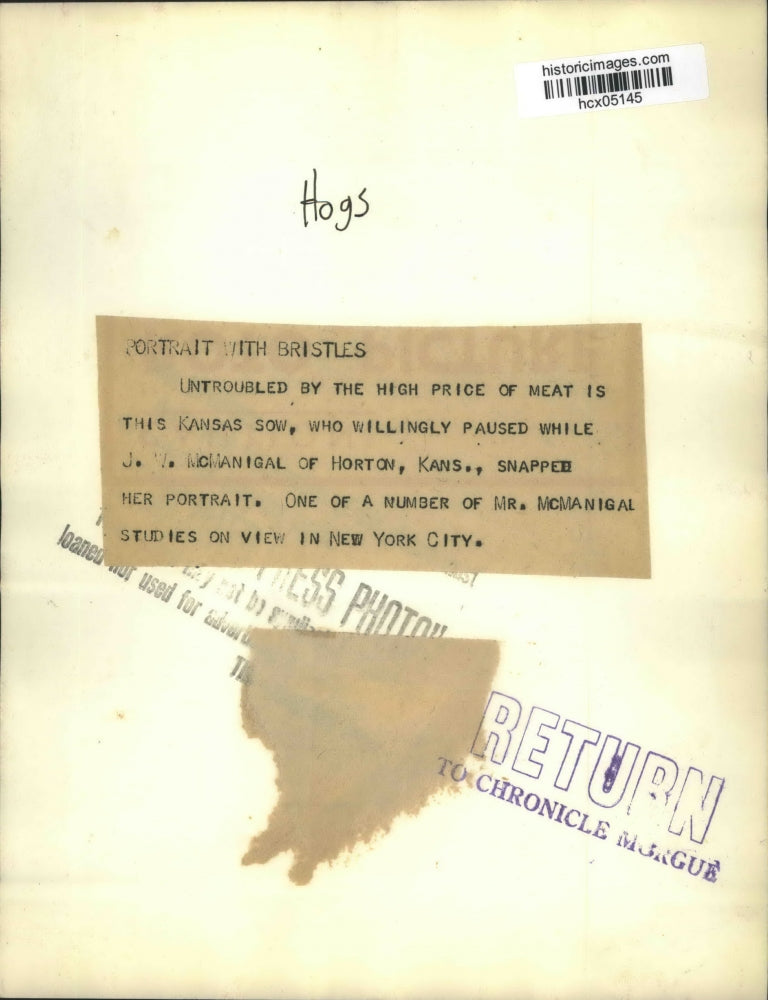 historicimages.com
hcx05145
Hogs
PORTRAIT WITH BRISTLES
UNTROUBLED BY THE HIGH PRICE OF MEAT IS
THIS KANSAS SOW, WHO WILLINGLY PAUSED WHILE
J. W. MCMANIGAL OF HORTON, KANS., SNAPPED
HER PORTRAIT. ONE OF A NUMBER OF MR. MCMANIGAL
STUDIES ON VIEW IN NEW YORK CITY.
PRESS PHOTO
loaned nor used for
RETURN
TO CHRONICLE MORGUE